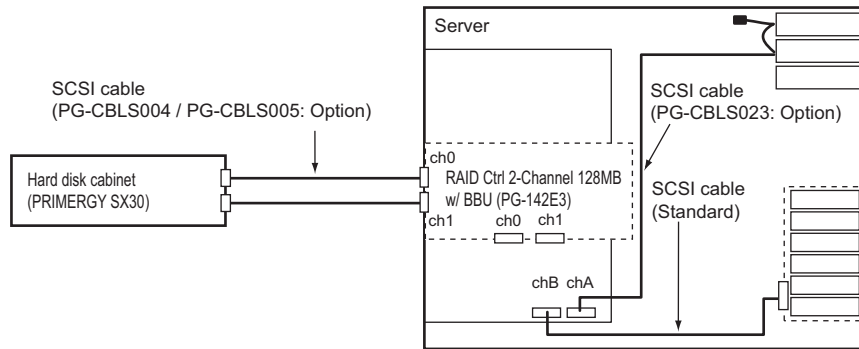 Server
SCSI cable
(PG-CBLS004 / PG-CBLS005: Option)
SCSI cable
(PG-CBLS023: Option)
Hard disk cabinet
(PRIMERGY SX30)
ch0
RAID Ctrl 2-Channel 128MB
w/ BBU (PG-142E3)
ch1
ch0
ch1
SCSI cable
(Standard)
chB
chA